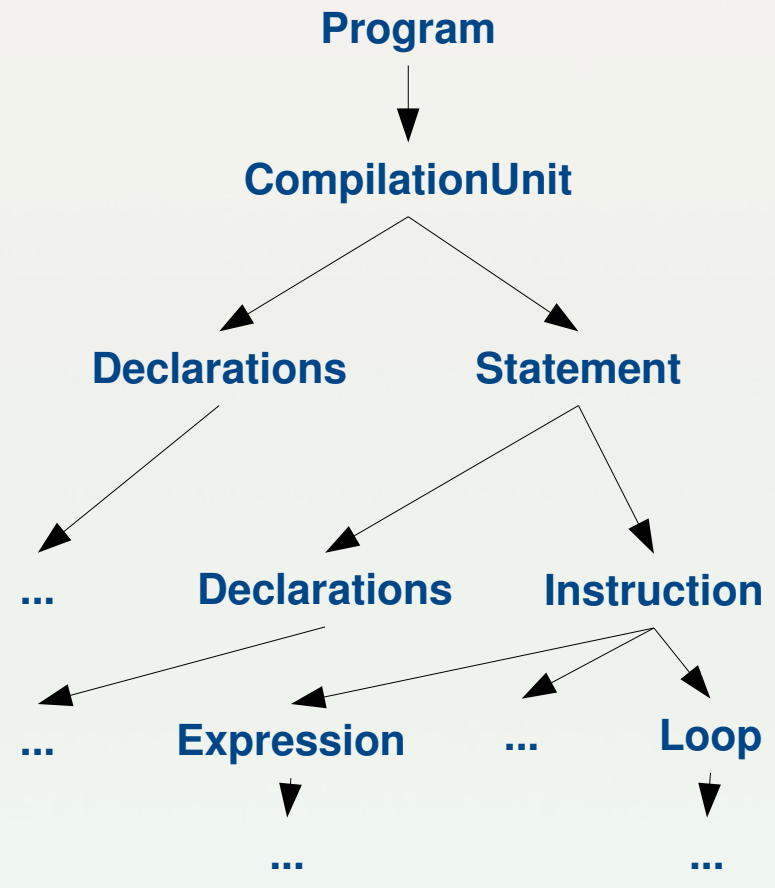 Program
CompilationUnit
Declarations Statement
... Declarations Instruction
... Expression ... Loop
... ...